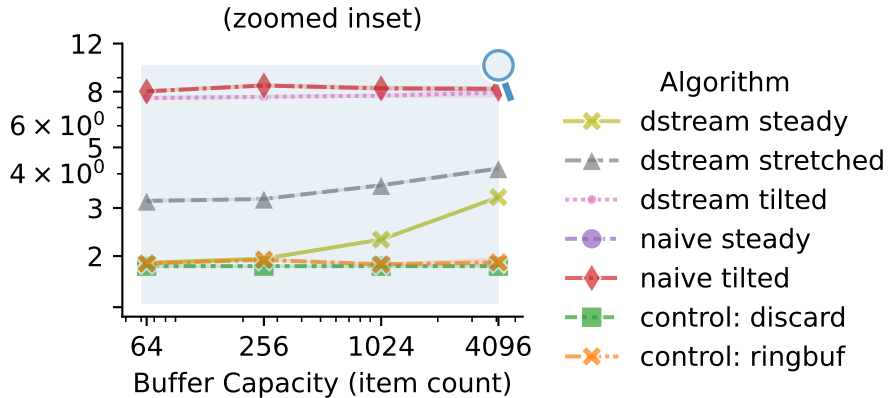 (zoomed inset)
12
8
6 × 10⁰
5
4 × 10⁰
3
2
64 256 1024 4096
Buffer Capacity (item count)
Algorithm
dstream steady
dstream stretched
dstream tilted
naive steady
naive tilted
control: discard
control: ringbuf